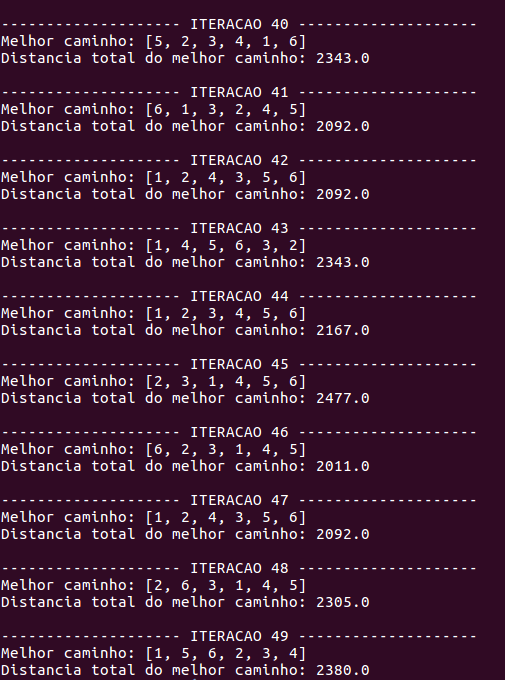 -------------------- ITERACAO 40 --------------------
Melhor caminho: [5, 2, 3, 4, 1, 6]
Distancia total do melhor caminho: 2343.0
-------------------- ITERACAO 41 --------------------
Melhor caminho: [6, 1, 3, 2, 4, 5]
Distancia total do melhor caminho: 2092.0
-------------------- ITERACAO 42 --------------------
Melhor caminho: [1, 2, 4, 3, 5, 6]
Distancia total do melhor caminho: 2092.0
-------------------- ITERACAO 43 --------------------
Melhor caminho: [1, 4, 5, 6, 3, 2]
Distancia total do melhor caminho: 2343.0
-------------------- ITERACAO 44 --------------------
Melhor caminho: [1, 2, 3, 4, 5, 6]
Distancia total do melhor caminho: 2167.0
-------------------- ITERACAO 45 --------------------
Melhor caminho: [2, 3, 1, 4, 5, 6]
Distancia total do melhor caminho: 2477.0
-------------------- ITERACAO 46 --------------------
Melhor caminho: [6, 2, 3, 1, 4, 5]
Distancia total do melhor caminho: 2011.0
-------------------- ITERACAO 47 --------------------
Melhor caminho: [1, 2, 4, 3, 5, 6]
Distancia total do melhor caminho: 2092.0
-------------------- ITERACAO 48 --------------------
Melhor caminho: [2, 6, 3, 1, 4, 5]
Distancia total do melhor caminho: 2305.0
-------------------- ITERACAO 49 --------------------
Melhor caminho: [1, 5, 6, 2, 3, 4]
Distancia total do melhor caminho: 2380.0